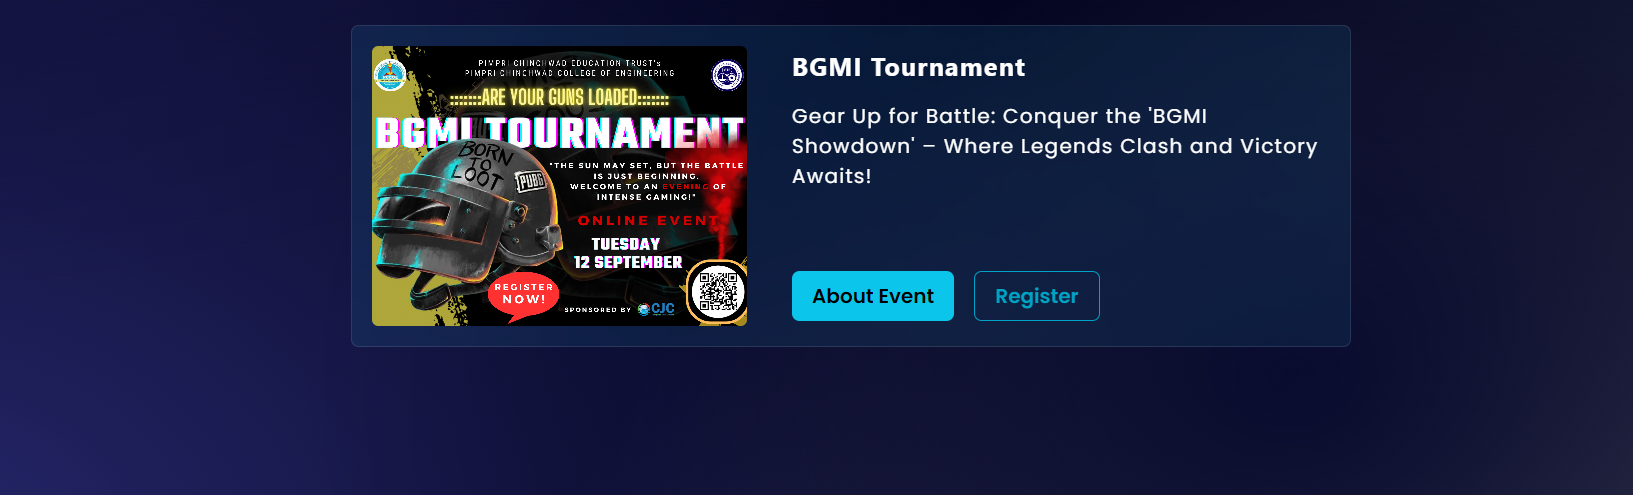 PIMPRI CHINCHWAD EDUCATION TRUST's
PIMPRI CHINCHWAD COLLEGE OF ENGINEERING
:::::::ARE YOUR GUNS LOADED:::::::
BGMI TOURNAMENT
BORN
TO
LOOT
PUBG
"THE SUN MAY SET, BUT THE BATTLE
IS JUST BEGINNING.
WELCOME TO AN EVENING OF
INTENSE GAMING!"
ONLINE EVENT
TUESDAY
12 SEPTEMBER
REGISTER
NOW!
SPONSORED BY CJC
BGMI Tournament
Gear Up for Battle: Conquer the 'BGMI
Showdown' – Where Legends Clash and Victory
Awaits!
About Event
Register